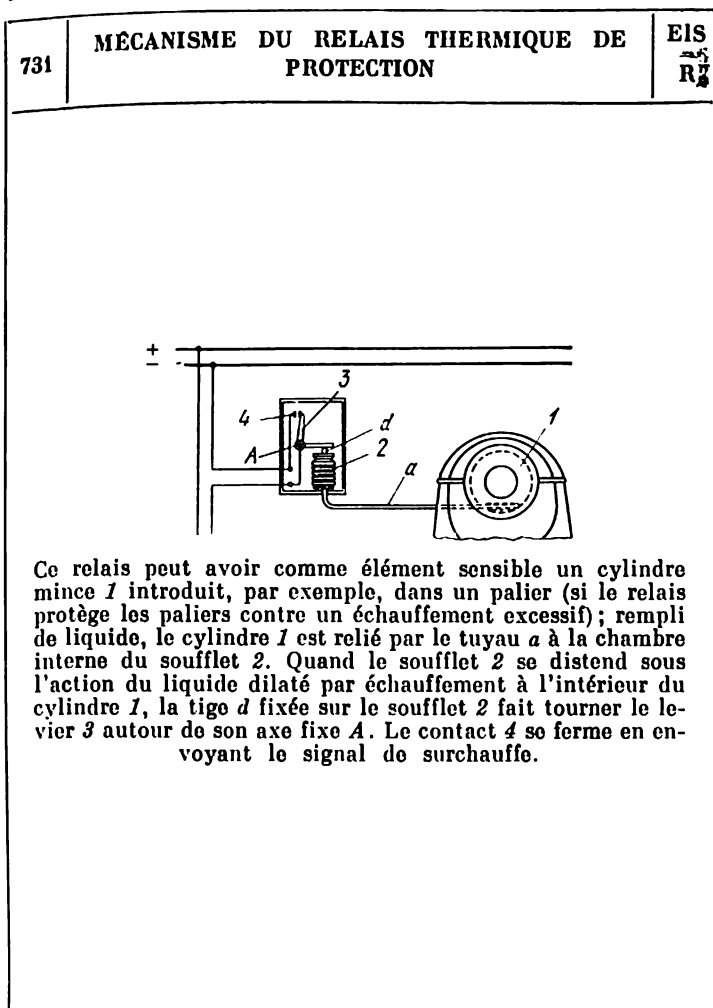 731
MÉCANISME DU RELAIS THERMIQUE DE
PROTECTION
ElS
+
−
3
4
d
1
A
2
a
Ce relais peut avoir comme élément sensible un cylindre
mince 1 introduit, par exemple, dans un palier (si le relais
protège les paliers contre un échauffement excessif) ; rempli
de liquide, le cylindre 1 est relié par le tuyau a à la chambre
interne du soufflet 2. Quand le soufflet 2 se distend sous
l'action du liquide dilaté par échauffement à l'intérieur du
cylindre 1, la tige d fixée sur le soufflet 2 fait tourner le le-
vier 3 autour de son axe fixe A. Le contact 4 se ferme en en-
voyant le signal de surchauffe.